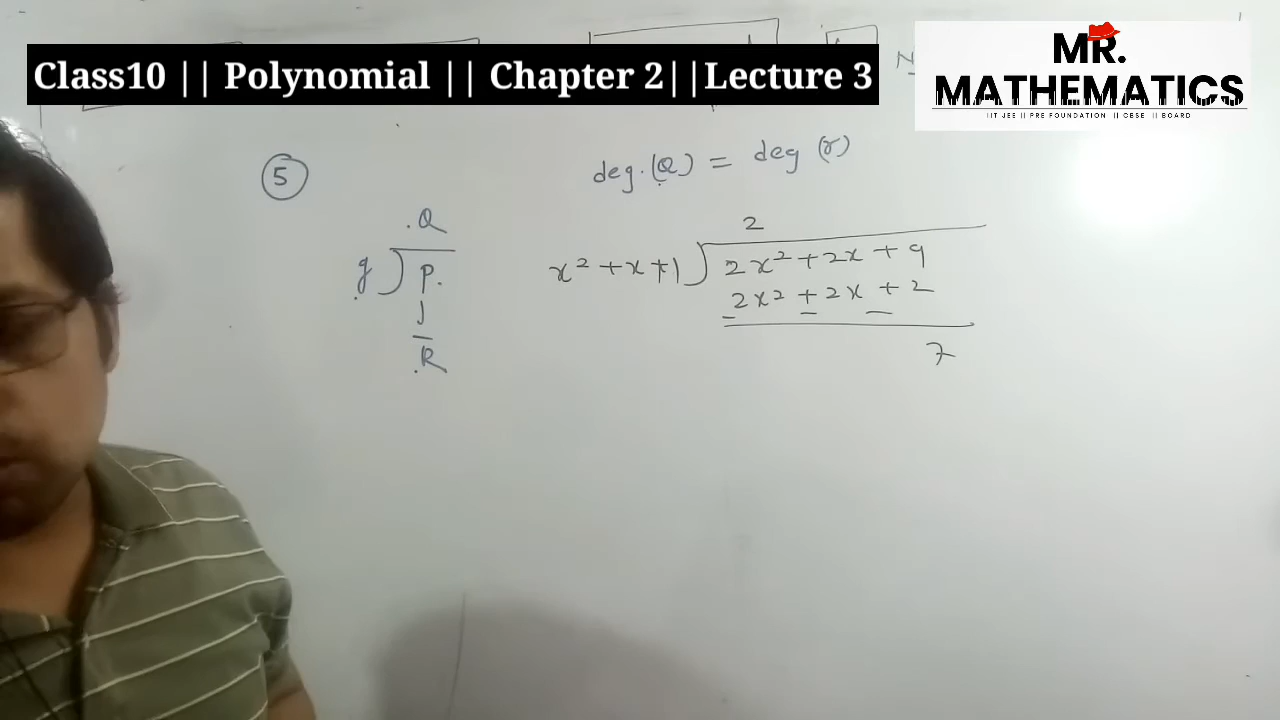 Class10 || Polynomial || Chapter 2||Lecture 3
MR.
MATHEMATICS
IIT JEE || PRE FOUNDATION || CBSE || BOARD
N
5
deg.(Q) = deg (r)
.Q
g) p.
R
2
x² + x + 1 ) 2x² + 2x + 9
2x2 + 2x + 2
7